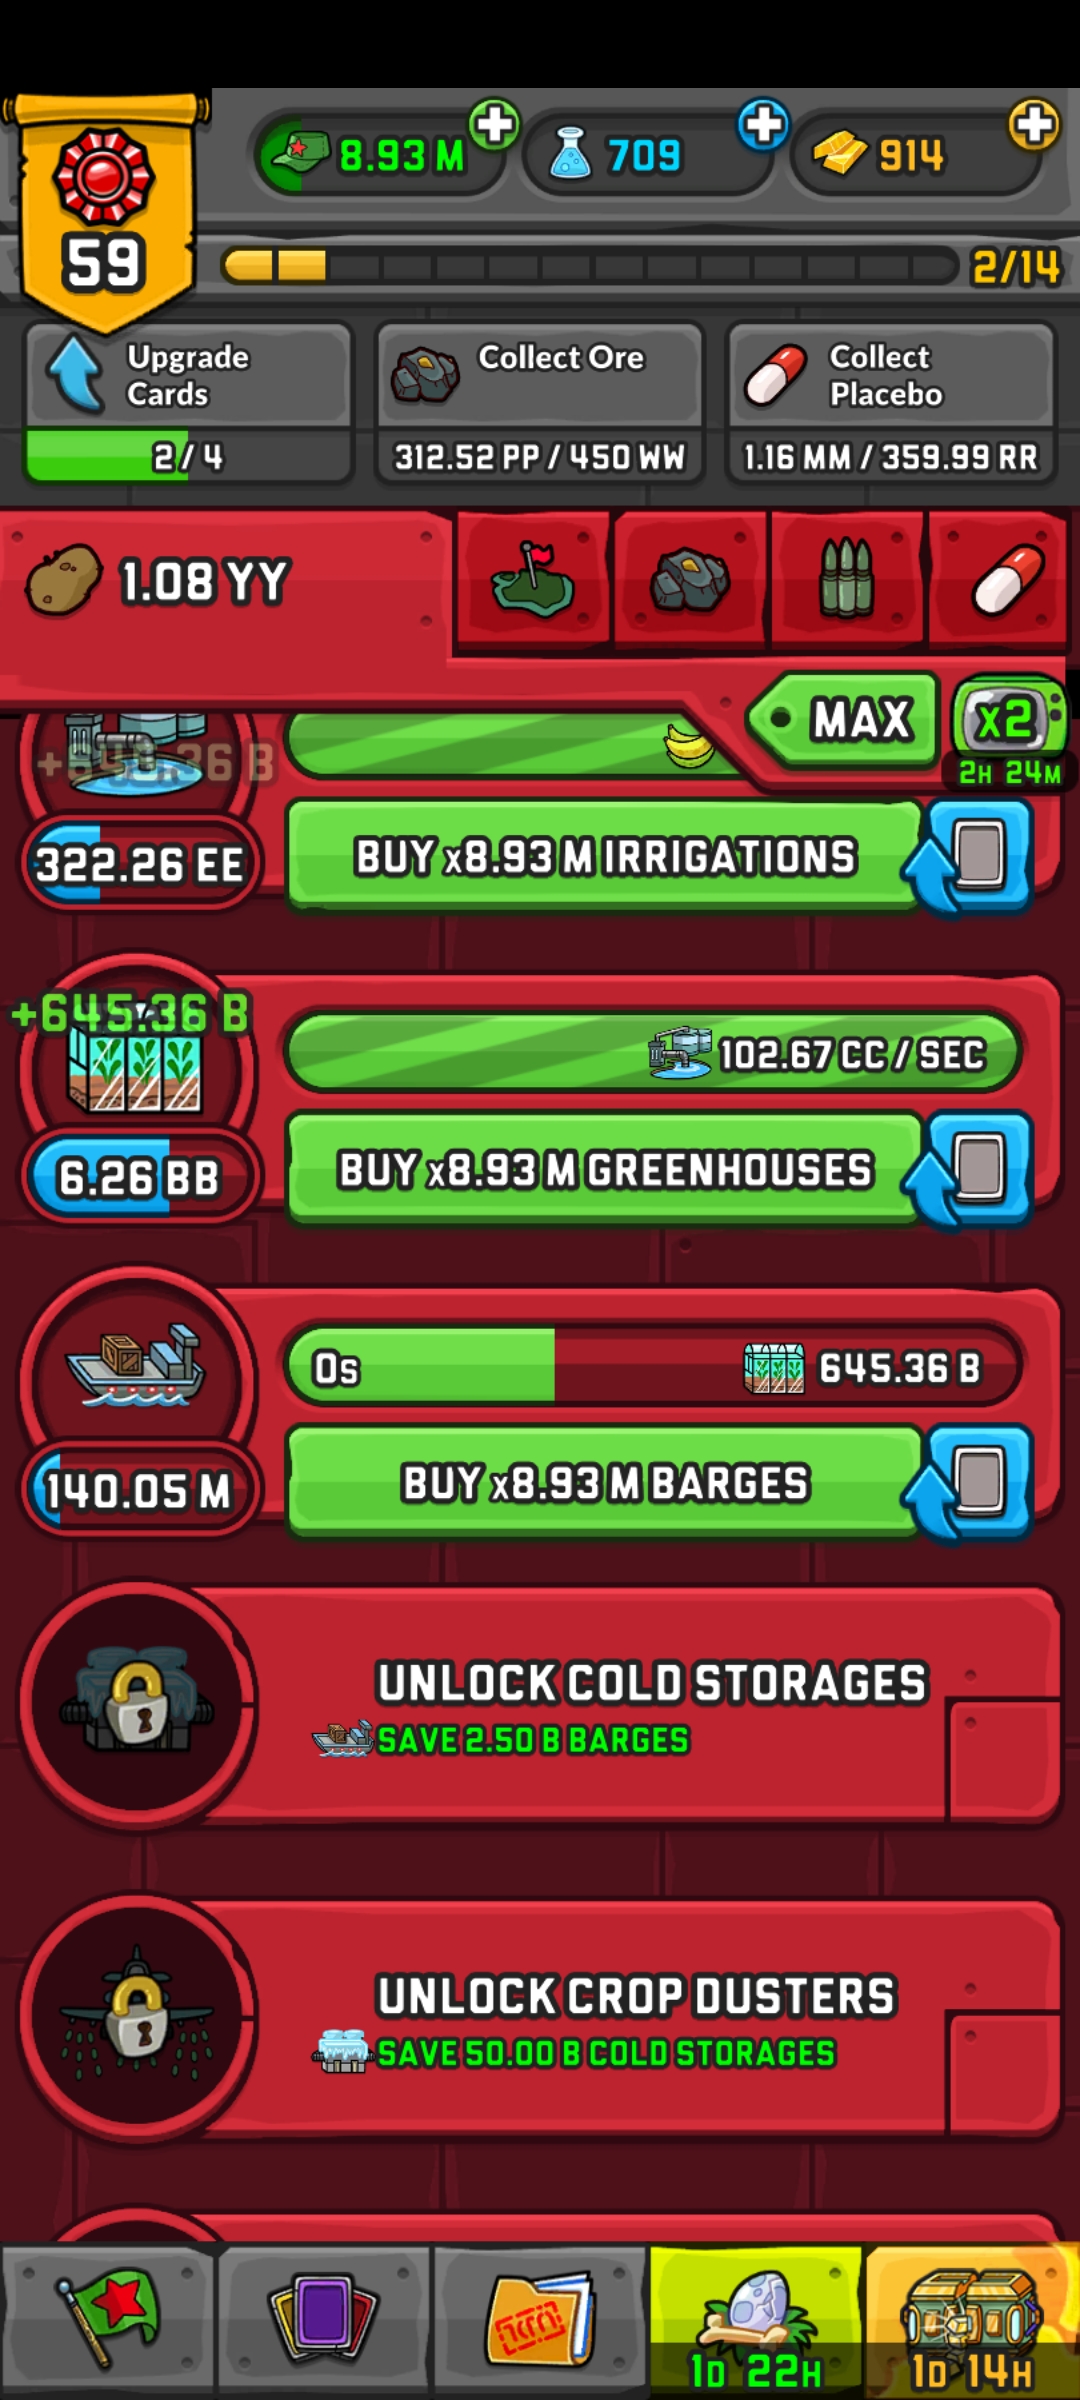 8.93 M
709
914
59
2/14
Upgrade
Cards
2/4
Collect Ore
312.52 PP / 450 WW
Collect
Placebo
1.16 MM / 359.99 RR
1.08 YY
MAX
x2
2H 24M
+645.36 B
322.26 EE
BUY x8.93 M IRRIGATIONS
+645.36 B
102.67 CC / SEC
6.26 BB
BUY x8.93 M GREENHOUSES
0s
645.36 B
140.05 M
BUY x8.93 M BARGES
UNLOCK COLD STORAGES
SAVE 2.50 B BARGES
UNLOCK CROP DUSTERS
SAVE 50.00 B COLD STORAGES
1D 22H
1D 14H